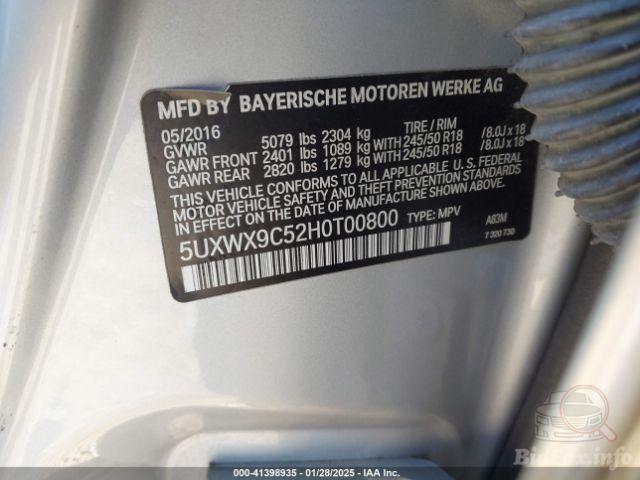 MFD BY BAYERISCHE MOTOREN WERKE AG
05/2016 TIRE / RIM
GVWR 5079 lbs 2304 kg
GAWR FRONT 2401 lbs 1089 kg WITH 245/50 R18 /8.0J x 18
GAWR REAR 2820 lbs 1279 kg WITH 245/50 R18 /8.0J x 18
THIS VEHICLE CONFORMS TO ALL APPLICABLE U.S. FEDERAL
MOTOR VEHICLE SAFETY STANDARDS
IN EFFECT ON THE DATE OF MANUFACTURE SHOWN ABOVE.
5UXWX9C52H0T00800 TYPE: MPV A83M
7 320 730
000-41398935 | 01/28/2025 | IAA Inc.
BidFax.info